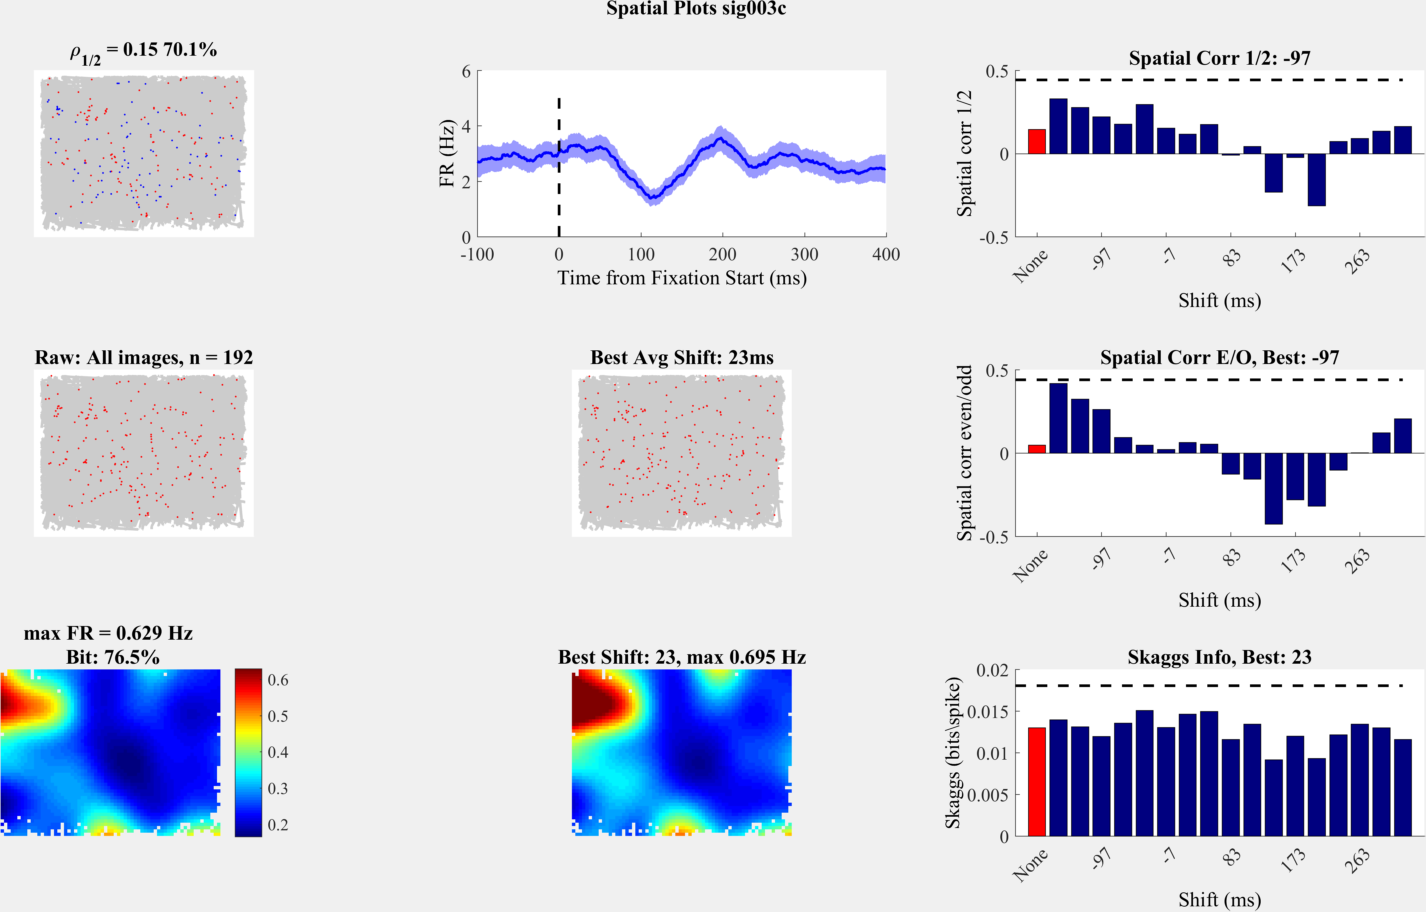 Spatial Plots sig003c
ρ1/2 = 0.15 70.1%
6
4
2
0
FR (Hz)
-100
0
100
200
300
400
Time from Fixation Start (ms)
Spatial Corr 1/2: -97
0.5
0
-0.5
Spatial corr 1/2
None
-97
-7
83
173
263
Shift (ms)
Raw: All images, n = 192
Best Avg Shift: 23ms
Spatial Corr E/O, Best: -97
0.5
0
-0.5
Spatial corr even/odd
None
-97
-7
83
173
263
Shift (ms)
max FR = 0.629 Hz
Bit: 76.5%
0.6
0.5
0.4
0.3
0.2
Best Shift: 23, max 0.695 Hz
Skaggs Info, Best: 23
0.02
0.015
0.01
0.005
0
Skaggs (bits\spike)
None
-97
-7
83
173
263
Shift (ms)